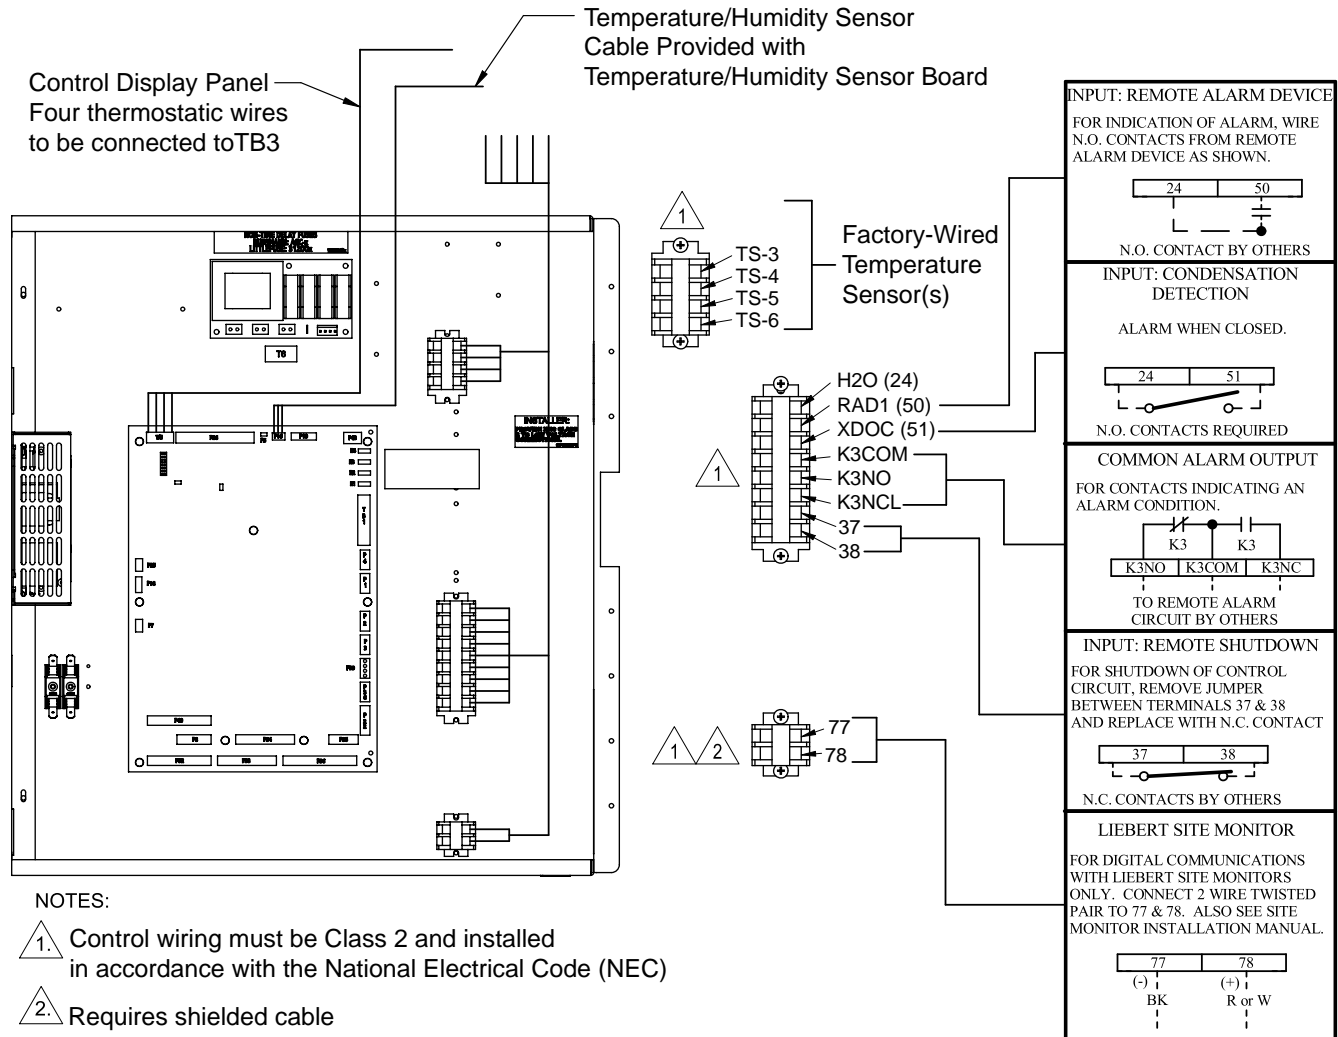 Temperature/Humidity Sensor
Cable Provided with
Temperature/Humidity Sensor Board
Control Display Panel
Four thermostatic wires
to be connected toTB3
1
TS-3
TS-4
TS-5
TS-6
Factory-Wired
Temperature
Sensor(s)
T6
INSTALLER:
1
H2O (24)
RAD1 (50)
XDOC (51)
K3COM
K3NO
K3NCL
37
38
1
2
77
78
INPUT: REMOTE ALARM DEVICE
FOR INDICATION OF ALARM, WIRE
N.O. CONTACTS FROM REMOTE
ALARM DEVICE AS SHOWN.
24 50
N.O. CONTACT BY OTHERS
INPUT: CONDENSATION
DETECTION
ALARM WHEN CLOSED.
24 51
N.O. CONTACTS REQUIRED
COMMON ALARM OUTPUT
FOR CONTACTS INDICATING AN
ALARM CONDITION.
K3 K3
K3NO K3COM K3NC
TO REMOTE ALARM
CIRCUIT BY OTHERS
INPUT: REMOTE SHUTDOWN
FOR SHUTDOWN OF CONTROL
CIRCUIT, REMOVE JUMPER
BETWEEN TERMINALS 37 & 38
AND REPLACE WITH N.C. CONTACT
37 38
N.C. CONTACTS BY OTHERS
LIEBERT SITE MONITOR
FOR DIGITAL COMMUNICATIONS
WITH LIEBERT SITE MONITORS
ONLY. CONNECT 2 WIRE TWISTED
PAIR TO 77 & 78. ALSO SEE SITE
MONITOR INSTALLATION MANUAL.
77 78
(-) (+)
BK R or W
NOTES:
1. Control wiring must be Class 2 and installed
in accordance with the National Electrical Code (NEC)
2. Requires shielded cable